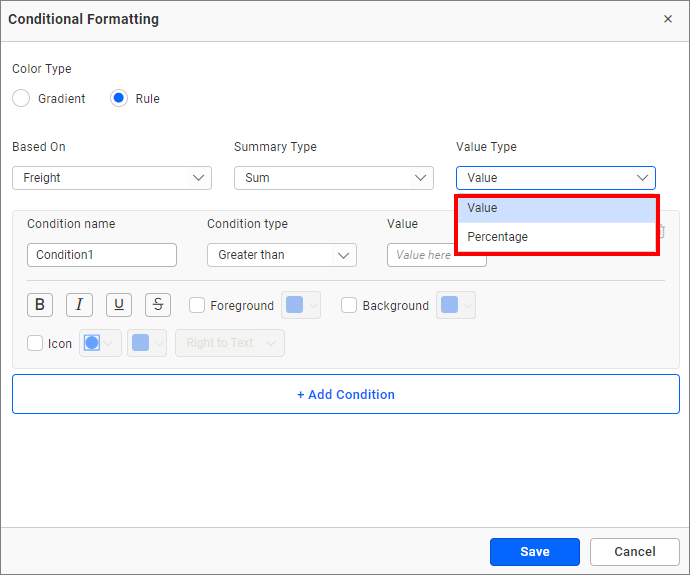 Conditional Formatting
Color Type
Gradient Rule
Based On Summary Type Value Type
Freight Sum Value
Value
Percentage
Condition name Condition type Value
Condition1 Greater than Value here
B I U S Foreground Background
Icon Right to Text
+ Add Condition
Save Cancel